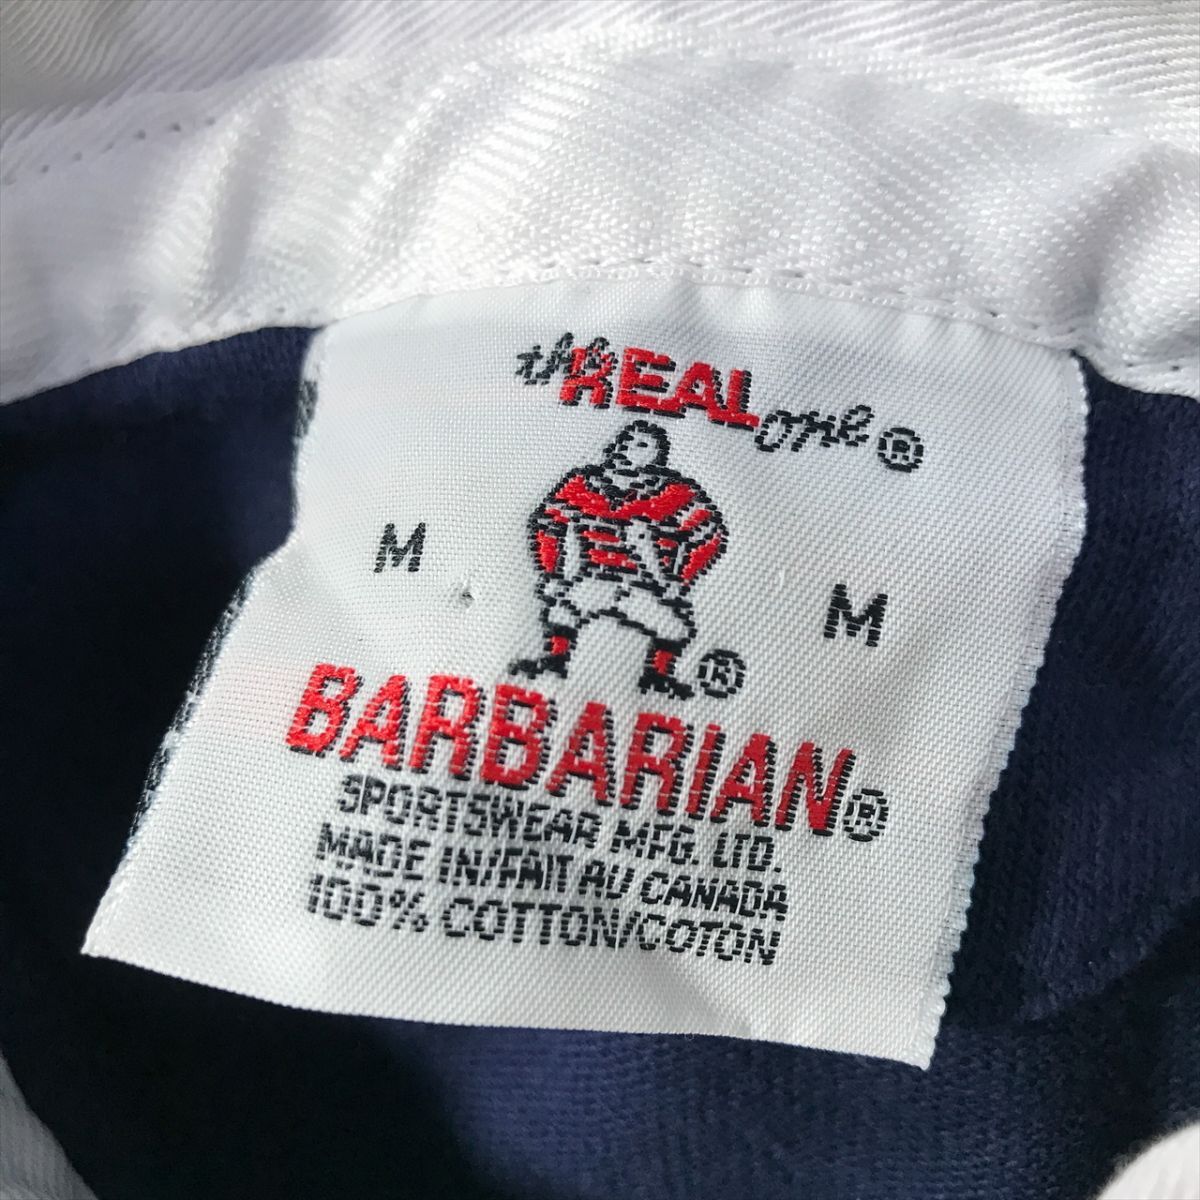 the REAL one®
M
M
®
BARBARIAN®
SPORTSWEAR MFG. LTD.
MADE IN/FAIT AU CANADA
100% COTTON/COTON